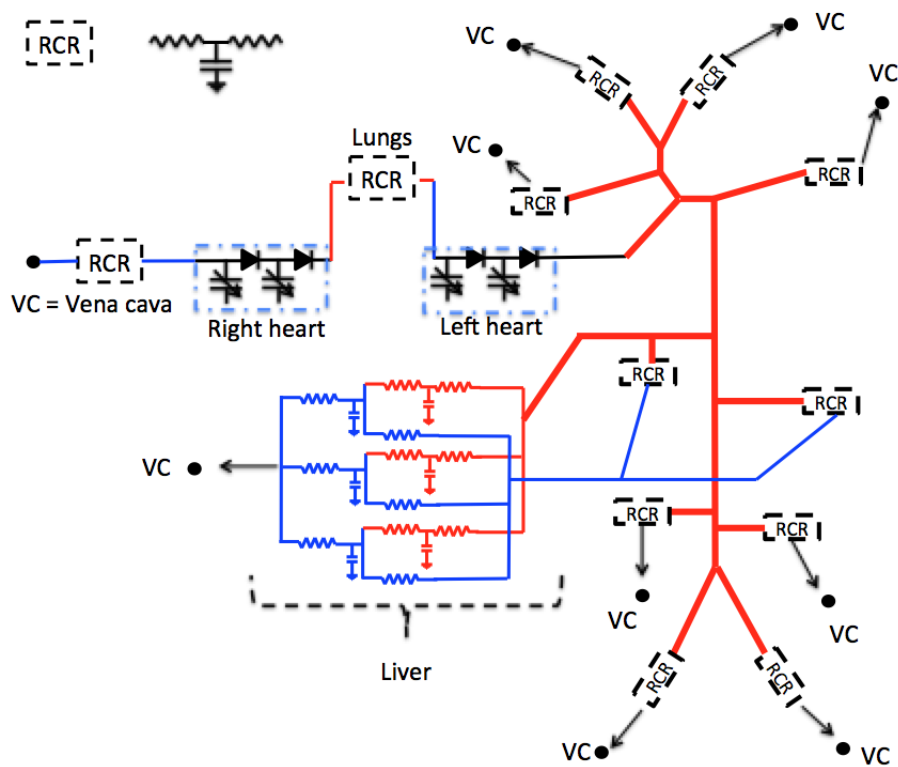 RCR
VC
VC
VC
RCR
RCR
Lungs
RCR
VC
RCR
RCR
RCR
VC = Vena cava
Right heart
Left heart
RCR
RCR
VC
RCR
RCR
VC
VC
Liver
RCR
RCR
VC
VC